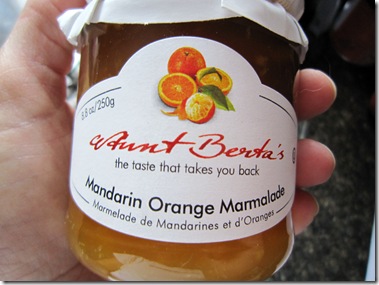 8.8 oz./250g
Aunt Berta's
the taste that takes you back
Mandarin Orange Marmalade
Marmelade de Mandarines et d'Oranges